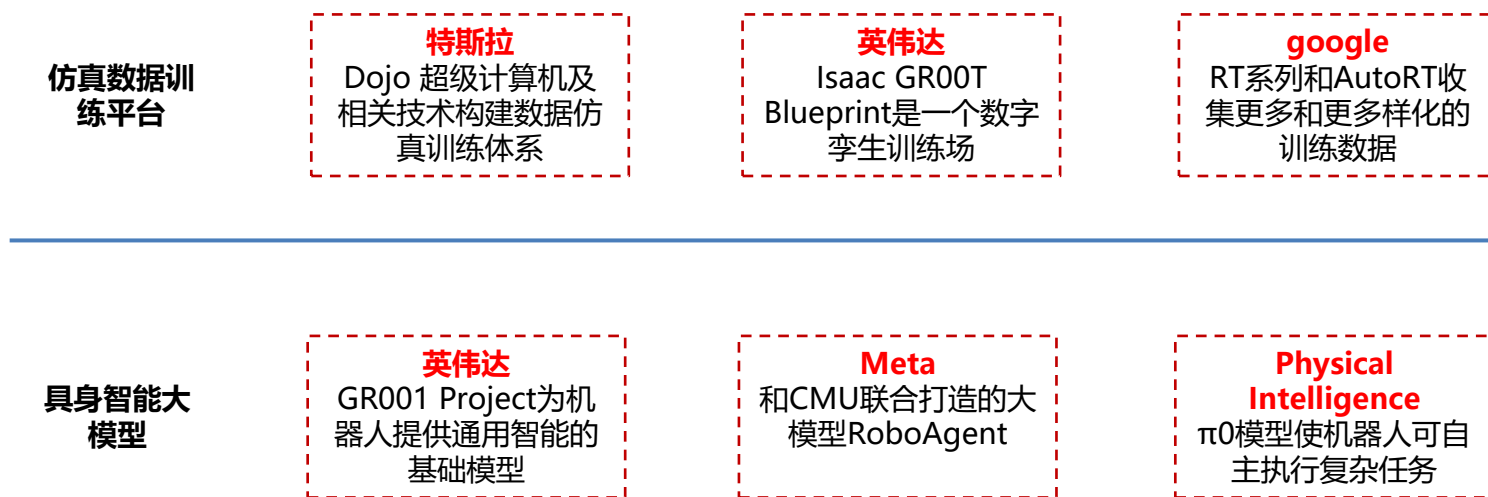 仿真数据训
练平台
特斯拉
Dojo 超级计算机及
相关技术构建数据仿
真训练体系
英伟达
Isaac GR00T
Blueprint是一个数字
孪生训练场
google
RT系列和AutoRT收
集更多和更多样化的
训练数据
具身智能大
模型
英伟达
GR001 Project为机
器人提供通用智能的
基础模型
Meta
和CMU联合打造的大
模型RoboAgent
Physical
Intelligence
π0模型使机器人可自
主执行复杂任务